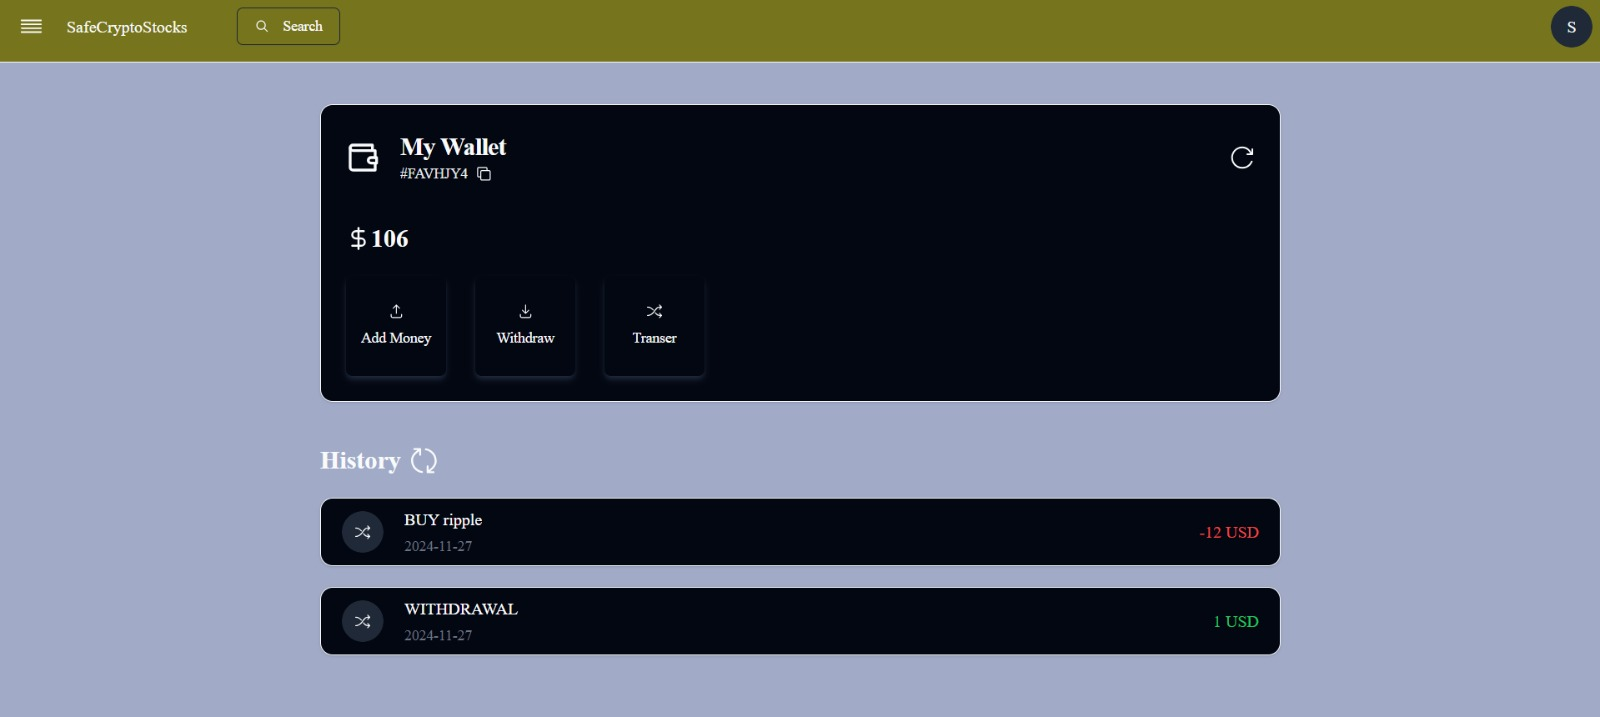 SafeCryptoStocks
Search
S
My Wallet
#FAVHJY4
$106
Add Money
Withdraw
Transer
History
BUY ripple
2024-11-27
-12 USD
WITHDRAWAL
2024-11-27
1 USD